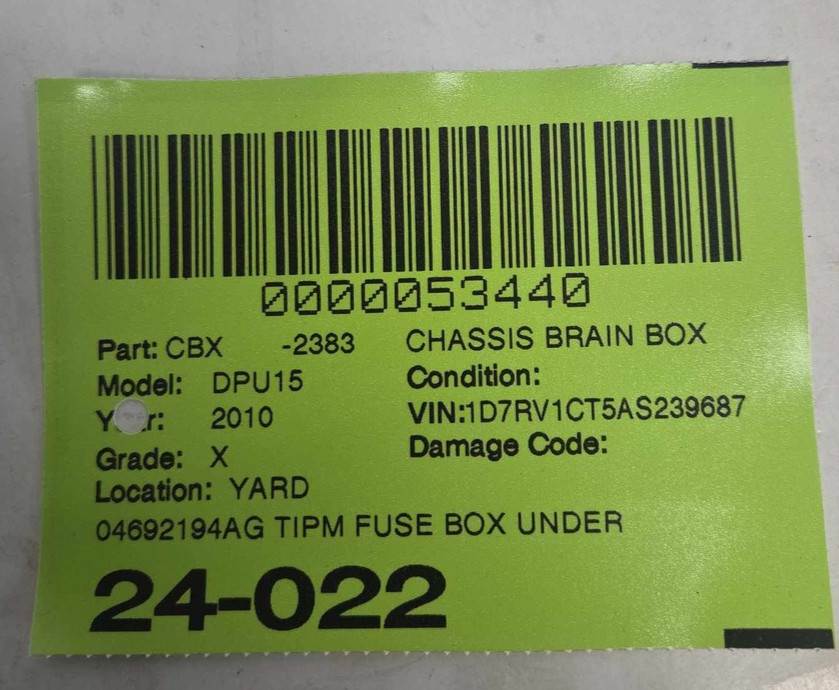 0000053440
Part: CBX -2383 CHASSIS BRAIN BOX
Model: DPU15 Condition:
Year: 2010 VIN:1D7RV1CT5AS239687
Grade: X Damage Code:
Location: YARD
04692194AG TIPM FUSE BOX UNDER
24-022